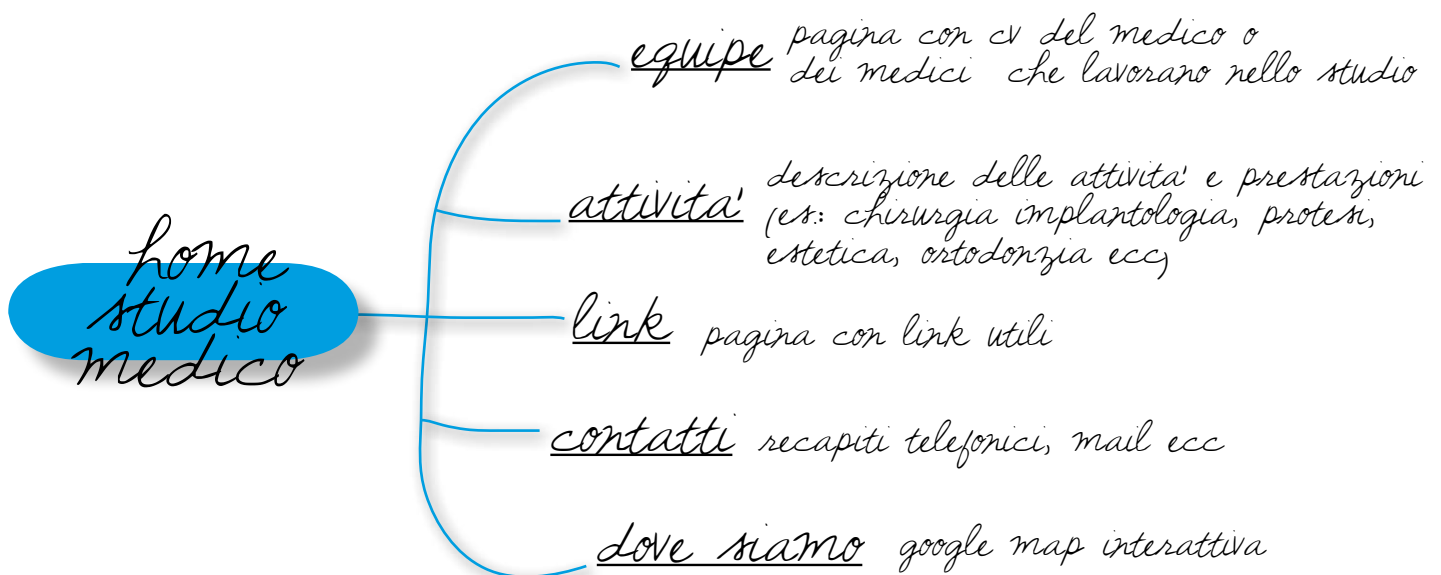 home
studio
medico
equipe
pagina con cv del medico o
dei medici che lavorano nello studio
attivita'
descrizione delle attivita' e prestazioni
(es.: chirurgia implantologia, protesi,
estetica, ortodonzia ecc)
link
pagina con link utili
contatti
recapiti telefonici, mail ecc
dove siamo
google map interattiva